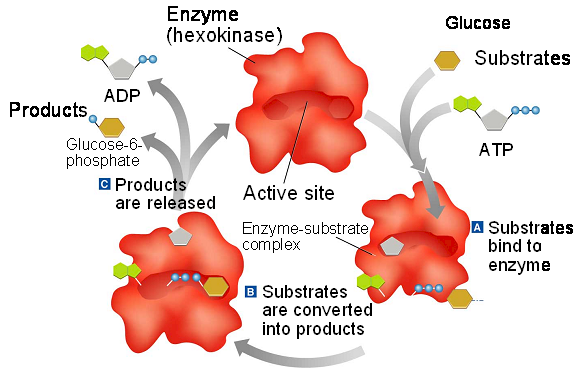 Enzyme
(hexokinase)
Glucose
Substrates
ADP
Products
Glucose-6-
phosphate
ATP
C Products
are released
Active site
Enzyme-substrate
complex
A Substrates
bind to
enzyme
B Substrates
are converted
into products